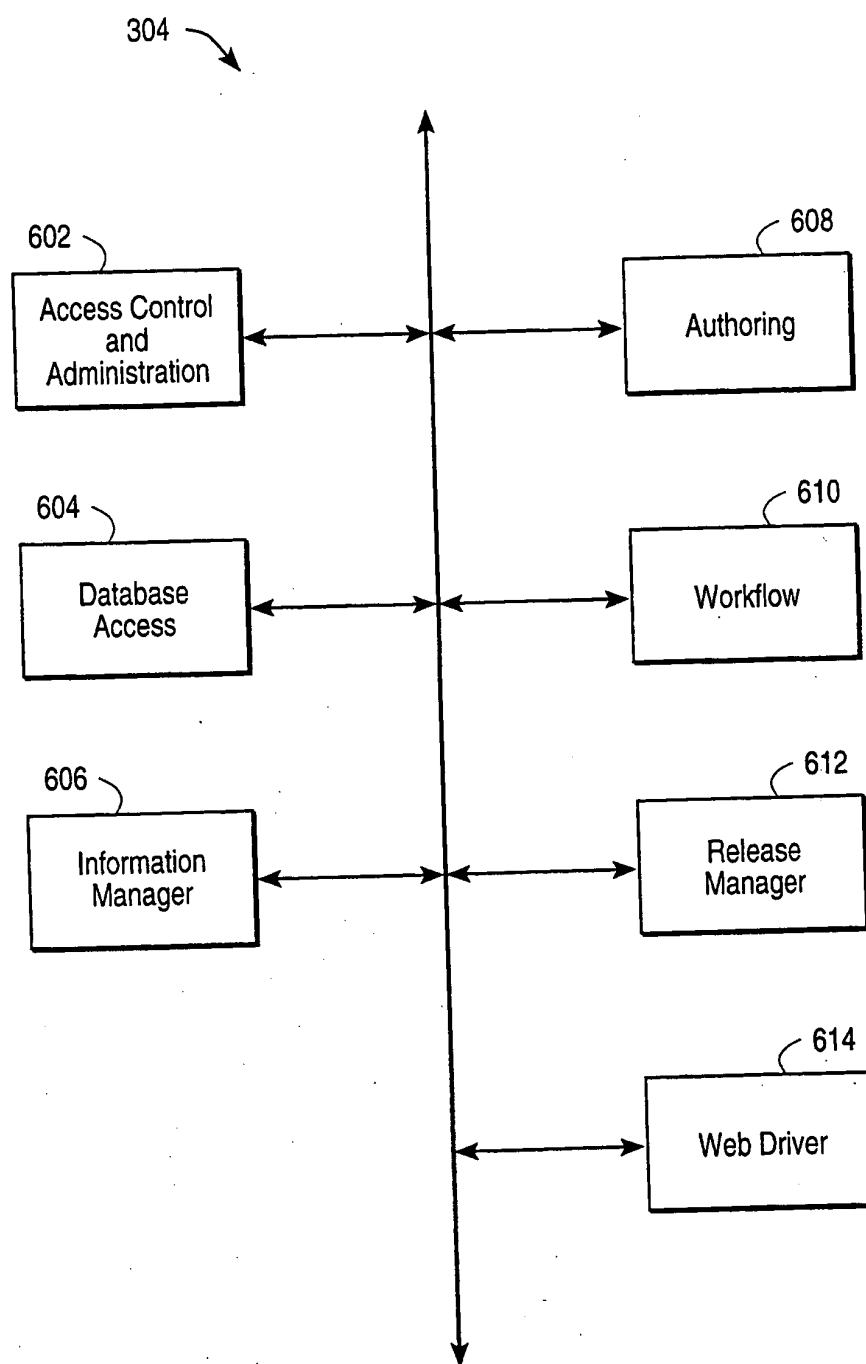 304
602
Access Control
and
Administration
608
Authoring
604
Database
Access
610
Workflow
606
Information
Manager
612
Release
Manager
614
Web Driver